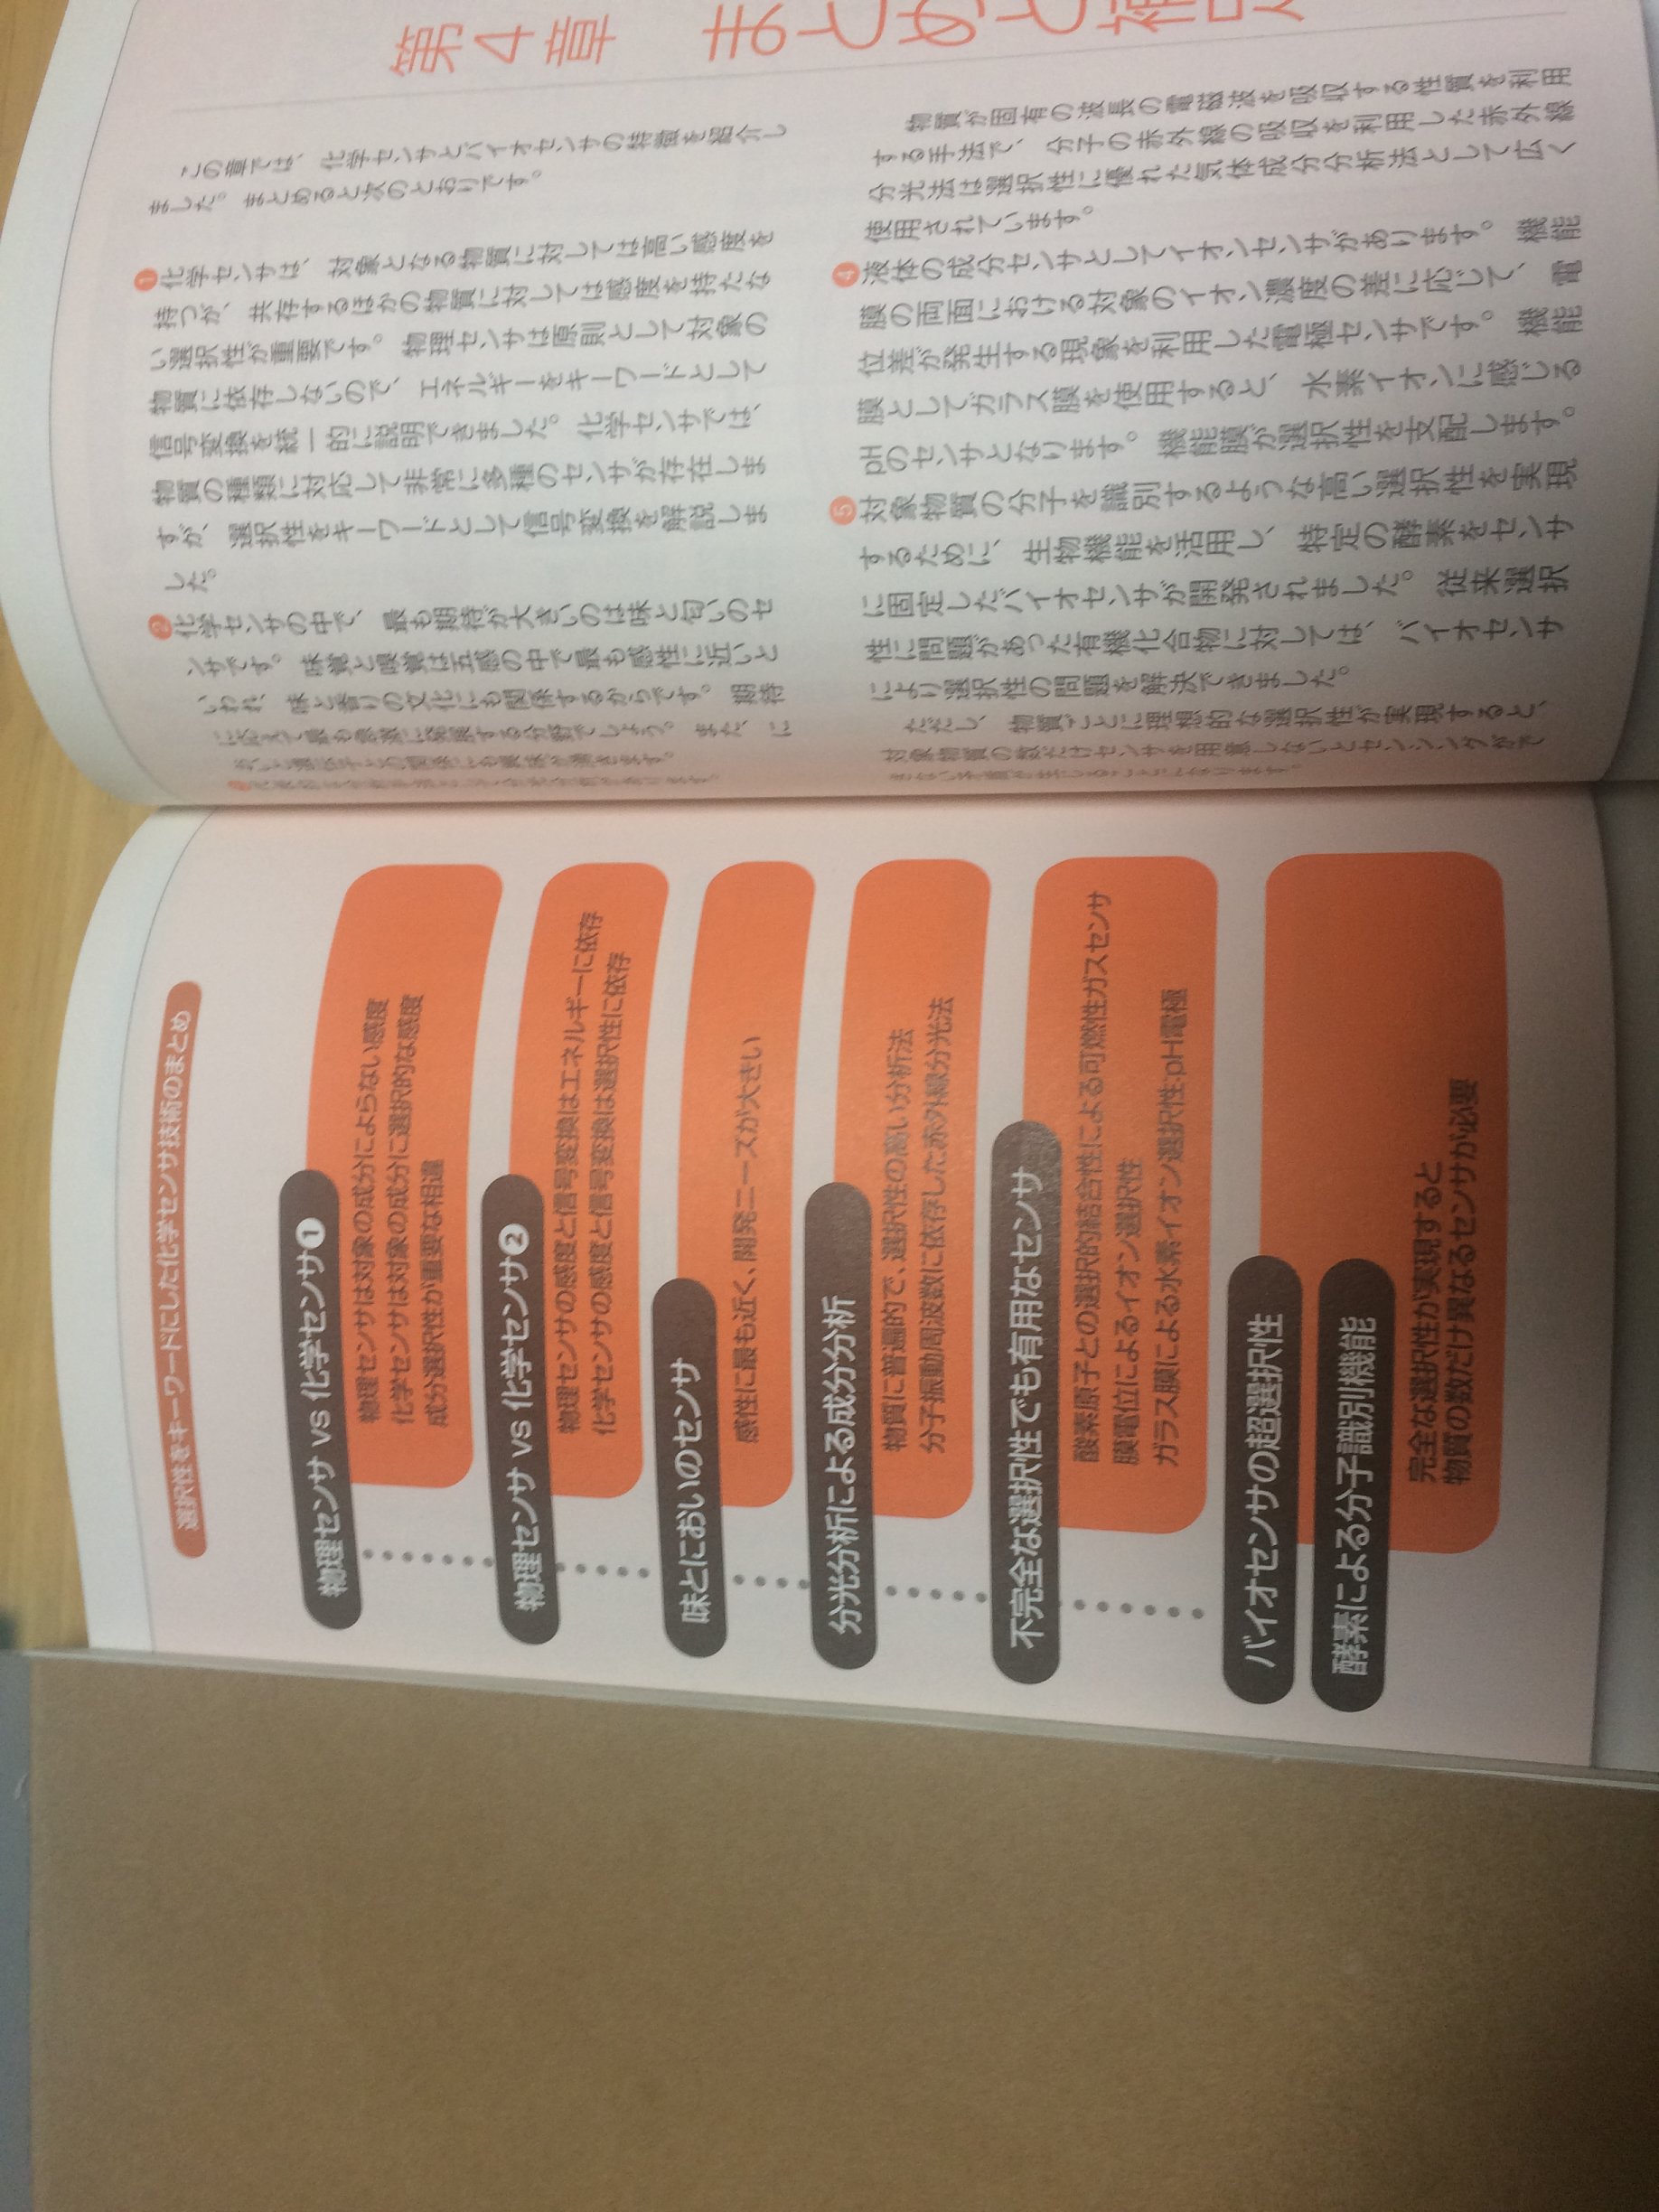 選択性をキーワードにした化学センサ技術のまとめ
物理センサ vs 化学センサ❶
物理センサは対象の成分によらない感度
化学センサは対象の成分に選択的な感度
成分選択性が重要な相違
物理センサ vs 化学センサ❷
物理センサの感度と信号変換はエネルギーに依存
化学センサの感度と信号変換は選択性に依存
味とにおいのセンサ
感性に最も近く、開発ニーズが大きい
分光分析による成分分析
物質に普遍的で、選択性の高い分析法
分子振動周波数に依存した赤外線分光法
不完全な選択性でも有用なセンサ
酸素原子との選択的結合性による可燃性ガスセンサ
膜電位によるイオン選択性
ガラス膜による水素イオン選択性:pH電極
バイオセンサの超選択性
酵素による分子識別機能
完全な選択性が実現すると
物質の数だけ異なるセンサが必要
第4章 まとめと補足
この章では、化学センサとバイオセンサの特徴を紹介し
ました。まとめると次のとおりです。
❶化学センサは、対象となる物質に対しては高い感度を
持つが、共存するほかの物質に対しては感度を持たな
い選択性が重要です。物理センサは原則として対象の
物質に依存しないので、エネルギーをキーワードとして
信号変換を統一的に説明できました。化学センサでは、
物質の種類に対応して非常に多種のセンサが存在しま
すが、選択性をキーワードとして信号変換を解説しま
した。
❷化学センサの中で、最も期待が大きいのは味と匂いのセ
ンサです。味覚と嗅覚は五感の中で最も感性に近いと
いわれ、味と香りの文化にも関係するからです。期待
に応えて最も急激に発展する分野でしょう。また、に
おいと遺伝子との関係にも興味が湧きます。
物質が固有の波長の電磁波を吸収する性質を利用
する手法で、分子の赤外線の吸収を利用した赤外線
分光法は選択性に優れた気体成分分析法として広く
使用されています。
❹液体の成分センサとしてイオンセンサがあります。機能
膜の両面における対象のイオン濃度の差に応じて、電
位差が発生する現象を利用した電極センサです。機能
膜としてガラス膜を使用すると、水素イオンに感じる
pHのセンサとなります。機能膜が選択性を支配します。
❺対象物質の分子を識別するような高い選択性を実現
するために、生物機能を活用し、特定の酵素をセンサ
に固定したバイオセンサが開発されました。従来選択
性に問題があった有機化合物に対しては、バイオセンサ
により選択性の問題を解決できました。
ただし、物質ごとに理想的な選択性が実現すると、
対象物質の数だけセンサを用意しないとセンシングがで